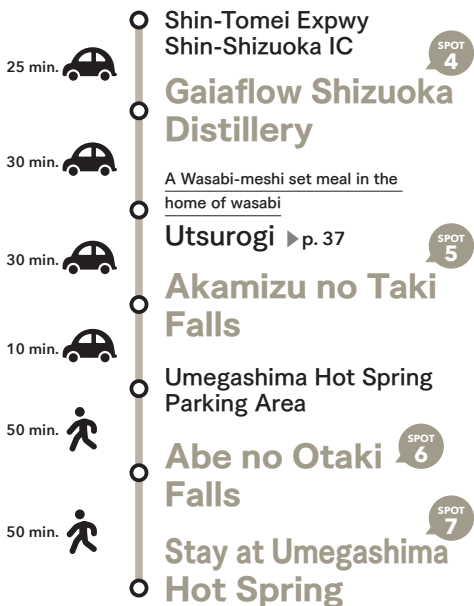 Shin-Tomei Expwy
Shin-Shizuoka IC
25 min.
SPOT
4
Gaiaflow Shizuoka
Distillery
30 min.
A Wasabi-meshi set meal in the
home of wasabi
Utsurogi ▶p. 37
30 min.
SPOT
5
Akamizu no Taki
Falls
10 min.
Umegashima Hot Spring
Parking Area
50 min.
SPOT
6
Abe no Otaki
Falls
50 min.
SPOT
7
Stay at Umegashima
Hot Spring